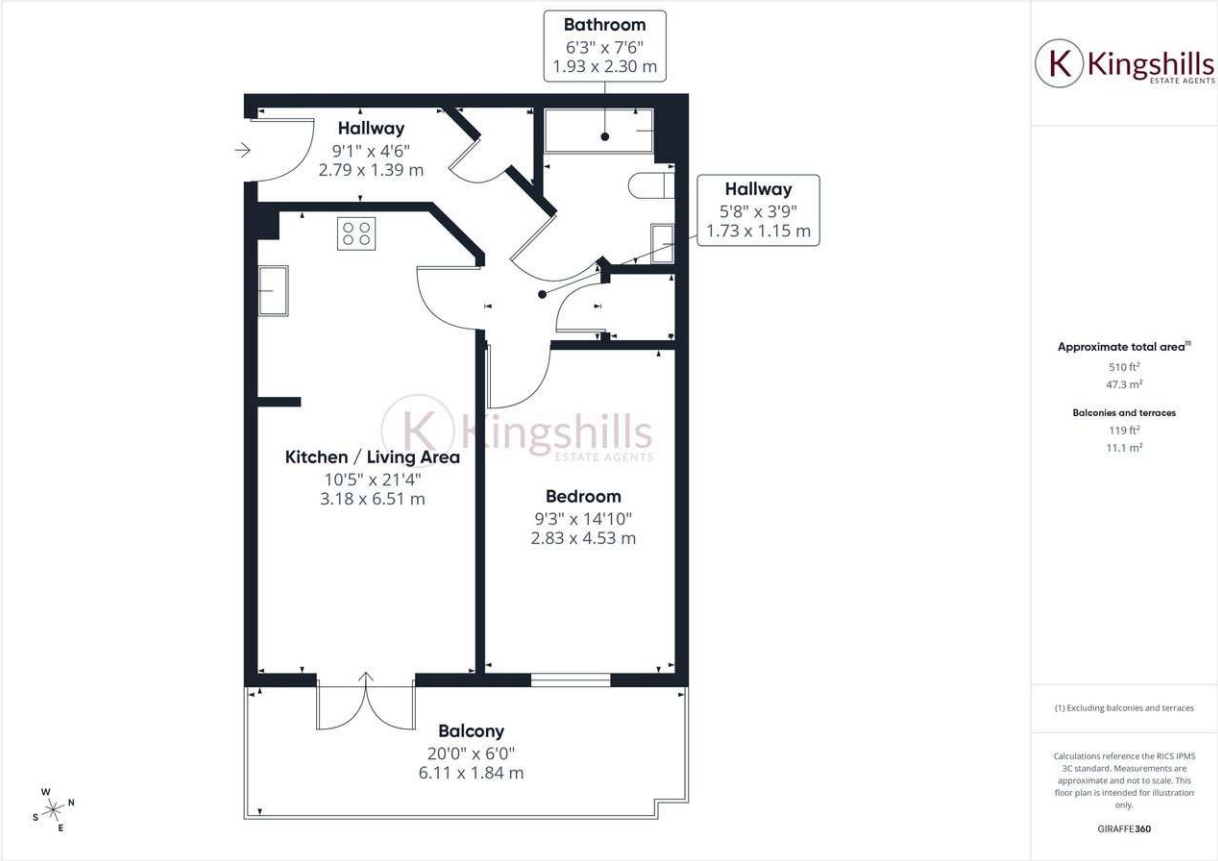 Bathroom
6'3" x 7'6"
1.93 x 2.30 m
Hallway
9'1" x 4'6"
2.79 x 1.39 m
Hallway
5'8" x 3'9"
1.73 x 1.15 m
K Kingshills
ESTATE AGENTS
Kitchen / Living Area
10'5" x 21'4"
3.18 x 6.51 m
Bedroom
9'3" x 14'10"
2.83 x 4.53 m
Balcony
20'0" x 6'0"
6.11 x 1.84 m
W
N
S
E
K Kingshills
ESTATE AGENTS
Approximate total area⁽¹⁾
510 ft²
47.3 m²
Balconies and terraces
119 ft²
11.1 m²
(1) Excluding balconies and terraces
Calculations reference the RICS IPMS
3C standard. Measurements are
approximate and not to scale. This
floor plan is intended for illustration
only.
GIRAFFE360